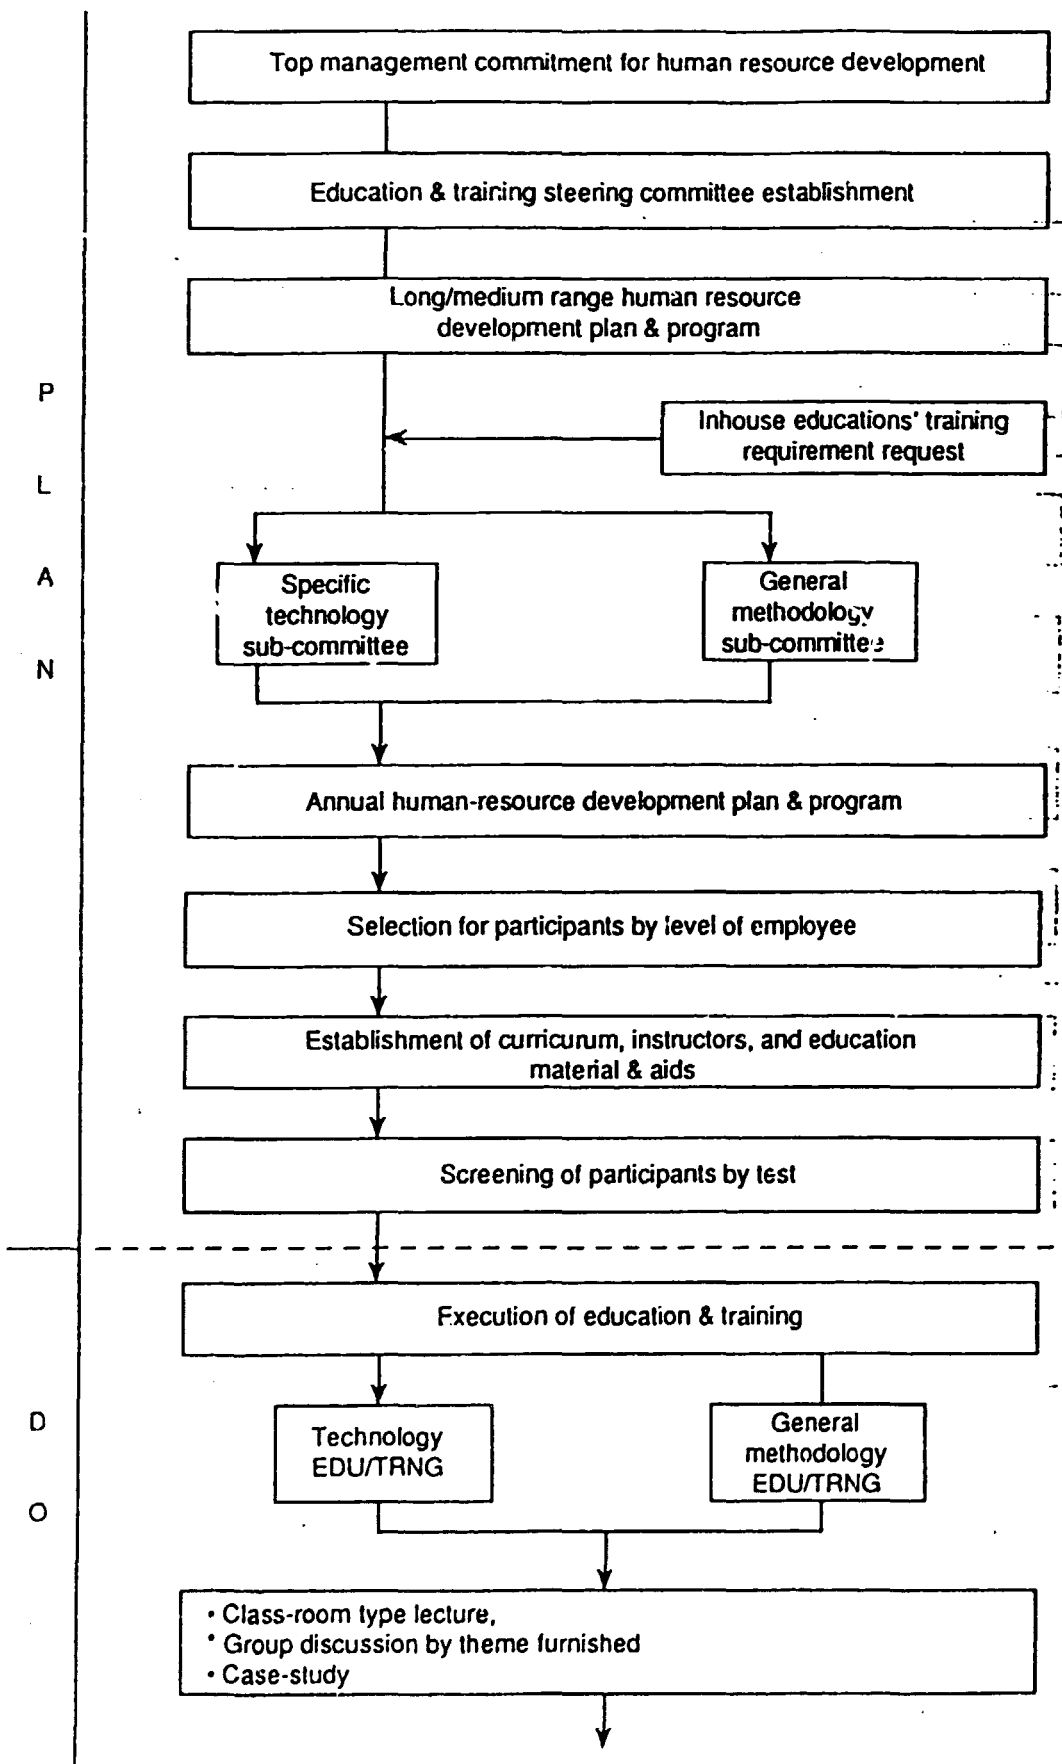 Top management commitment for human resource development
Education & training steering committee establishment
Long/medium range human resource
development plan & program
Inhouse educations' training
requirement request
P
L
A
N
Specific
technology
sub-committee
General
methodology
sub-committee
Annual human-resource development plan & program
Selection for participants by level of employee
Establishment of curricurum, instructors, and education
material & aids
Screening of participants by test
Execution of education & training
D
O
Technology
EDU/TRNG
General
methodology
EDU/TRNG
• Class-room type lecture,
• Group discussion by theme furnished
• Case-study